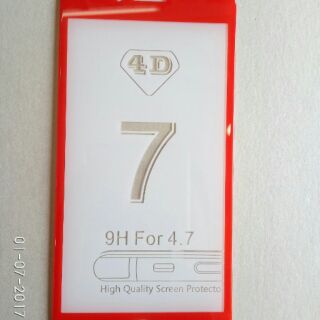 4D
7
9H For 4.7
High Quality Screen Protecto
01-07-2017